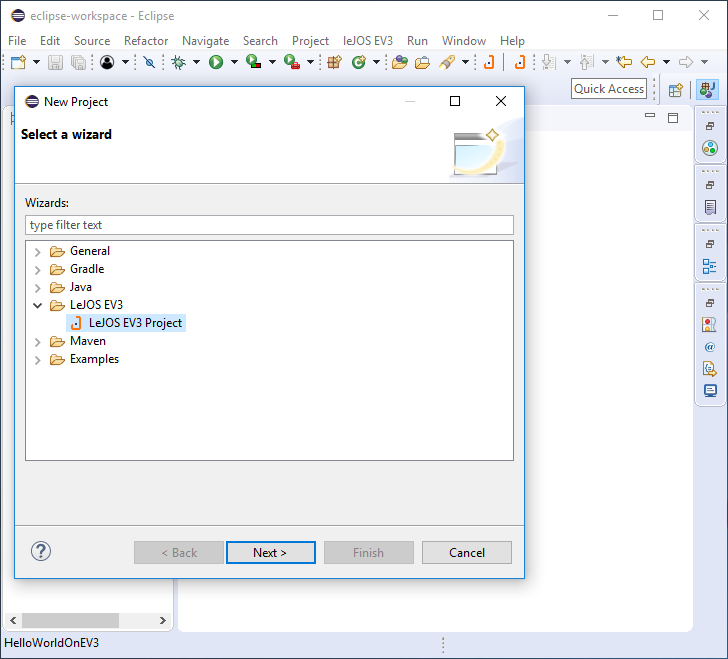 eclipse-workspace - Eclipse
File Edit Source Refactor Navigate Search Project leJOS EV3 Run Window Help
Quick Access
New Project
Select a wizard
Wizards:
type filter text
General
Gradle
Java
LeJOS EV3
LeJOS EV3 Project
Maven
Examples
< Back Next > Finish Cancel
HelloWorldOnEV3